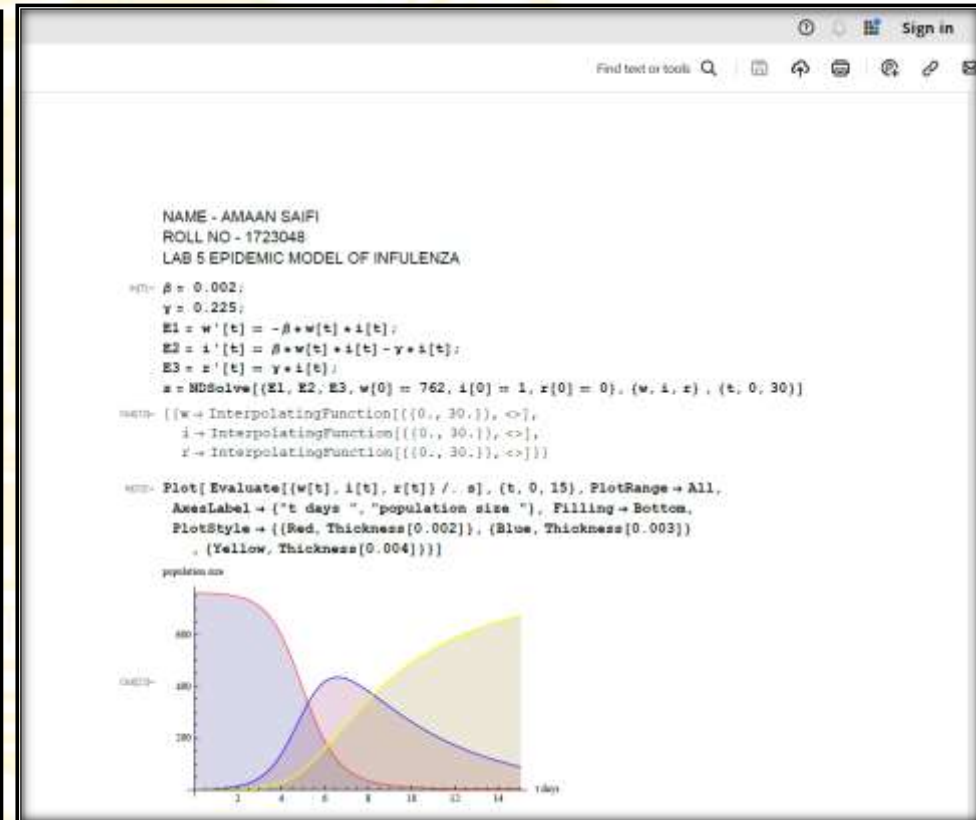 Sign in
Find text or tools
NAME - AMAAN SAIFI
ROLL NO - 1723048
LAB 5 EPIDEMIC MODEL OF INFULENZA
β = 0.002;
γ = 0.225;
E1 = w'[t] == -β*w[t]*i[t];
E2 = i'[t] == β*w[t]*i[t]-γ*i[t];
E3 = r'[t] == γ*i[t];
s = NDSolve[{E1, E2, E3, w[0] == 762, i[0] == 1, r[0] == 0}, {w, i, r}, {t, 0, 30}]
{{w→InterpolatingFunction[{{0., 30.}}, <>],
i→InterpolatingFunction[{{0., 30.}}, <>],
r→InterpolatingFunction[{{0., 30.}}, <>]}}
Plot[Evaluate[{w[t], i[t], r[t]} /. s], {t, 0, 15}, PlotRange→All,
AxesLabel→{"t days ", "population size "}, Filling→Bottom,
PlotStyle→{{Red, Thickness[0.002]}, {Blue, Thickness[0.003]}
, {Yellow, Thickness[0.004]}}]
population size
600
400
200
2 4 6 8 10 12 14
t days